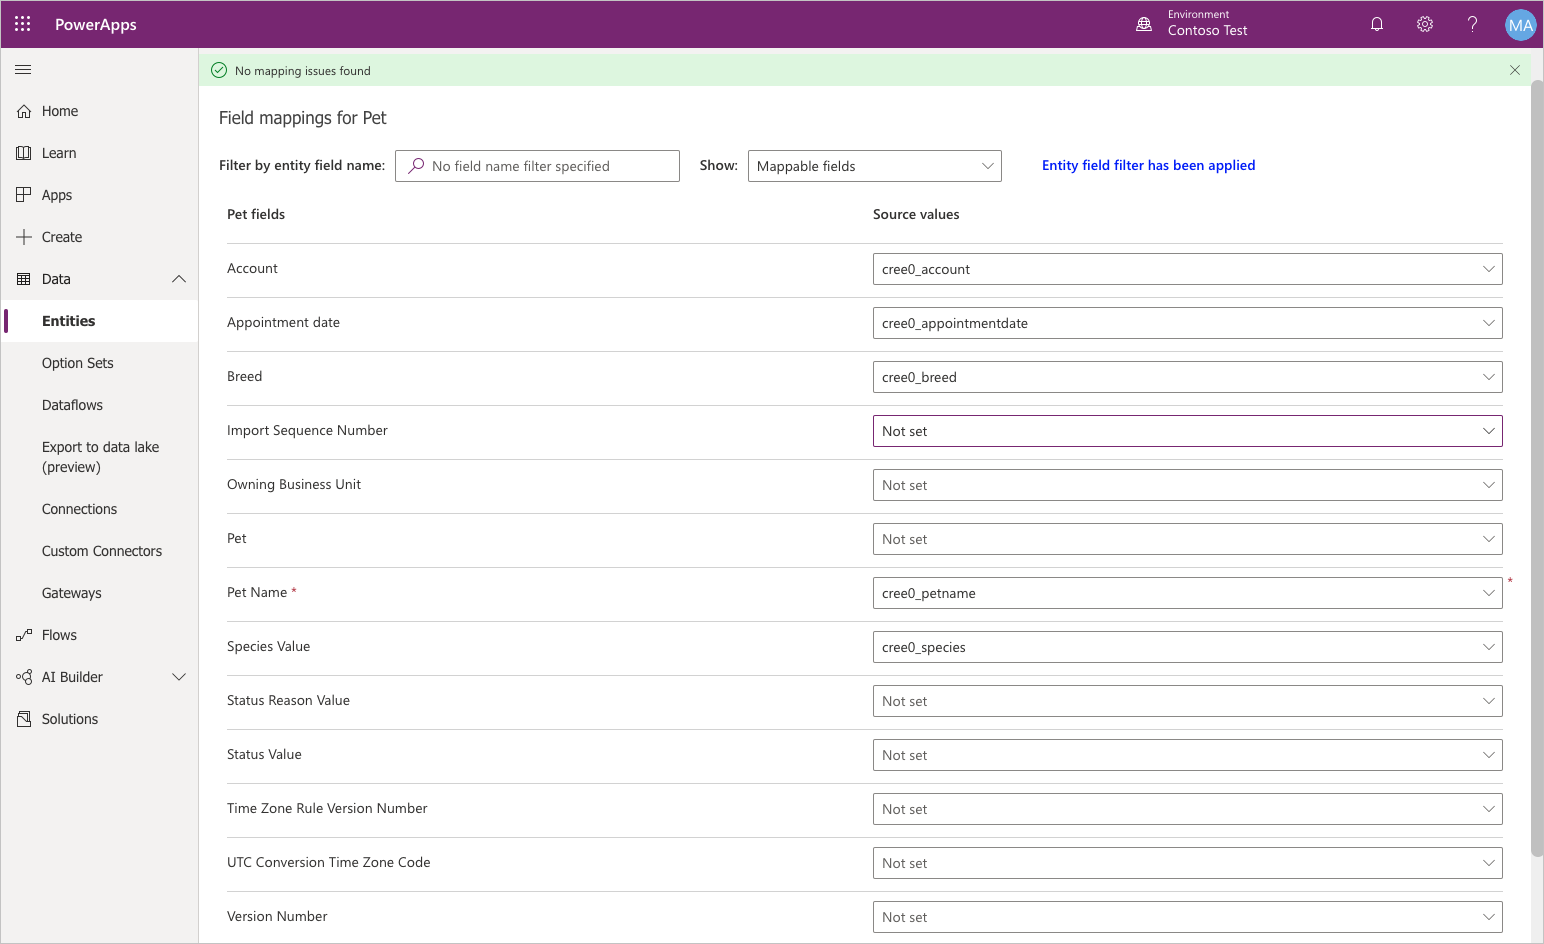 PowerApps
Environment
Contoso Test
?
MA
No mapping issues found
Home
Learn
Apps
Create
Data
Entities
Option Sets
Dataflows
Export to data lake
(preview)
Connections
Custom Connectors
Gateways
Flows
AI Builder
Solutions
Field mappings for Pet
Filter by entity field name: No field name filter specified Show: Mappable fields Entity field filter has been applied
Pet fields Source values
Account cree0_account
Appointment date cree0_appointmentdate
Breed cree0_breed
Import Sequence Number Not set
Owning Business Unit Not set
Pet Not set
Pet Name * cree0_petname *
Species Value cree0_species
Status Reason Value Not set
Status Value Not set
Time Zone Rule Version Number Not set
UTC Conversion Time Zone Code Not set
Version Number Not set